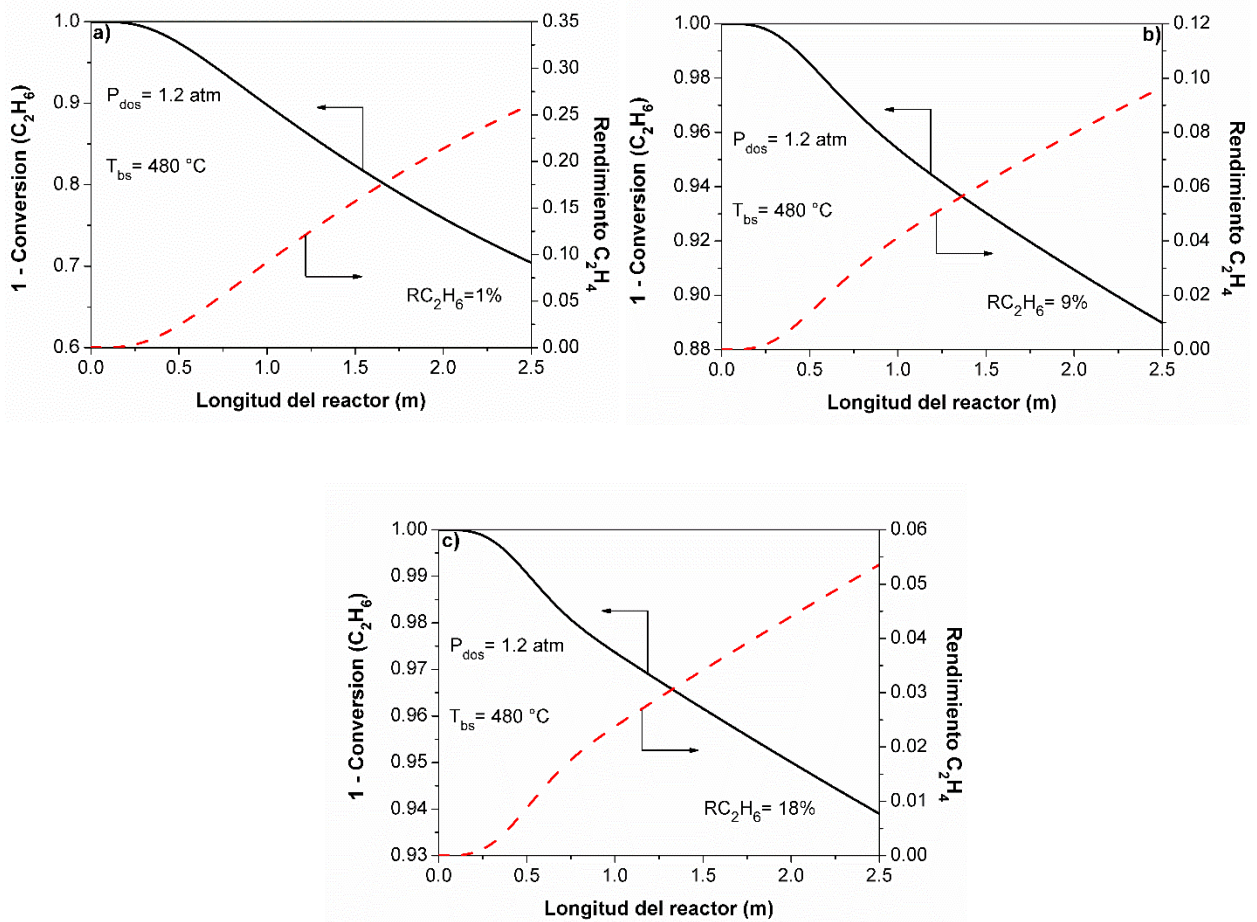 a)
1 - Conversion (C₂H₆)
1.0
0.9
0.8
0.7
0.6
P_dos= 1.2 atm
T_bs= 480 °C
RC₂H₆=1%
0.35
0.30
0.25
0.20
0.15
0.10
0.05
0.00
Rendimiento C₂H₄
0.0 0.5 1.0 1.5 2.0 2.5
Longitud del reactor (m)
b)
1 - Conversion (C₂H₆)
1.00
0.98
0.96
0.94
0.92
0.90
0.88
P_dos= 1.2 atm
T_bs= 480 °C
RC₂H₆= 9%
0.12
0.10
0.08
0.06
0.04
0.02
0.00
Rendimiento C₂H₄
0.0 0.5 1.0 1.5 2.0 2.5
Longitud del reactor (m)
c)
1 - Conversion (C₂H₆)
1.00
0.99
0.98
0.97
0.96
0.95
0.94
0.93
P_dos= 1.2 atm
T_bs= 480 °C
RC₂H₆= 18%
0.06
0.05
0.04
0.03
0.02
0.01
0.00
Rendimiento C₂H₄
0.0 0.5 1.0 1.5 2.0 2.5
Longitud del reactor (m)